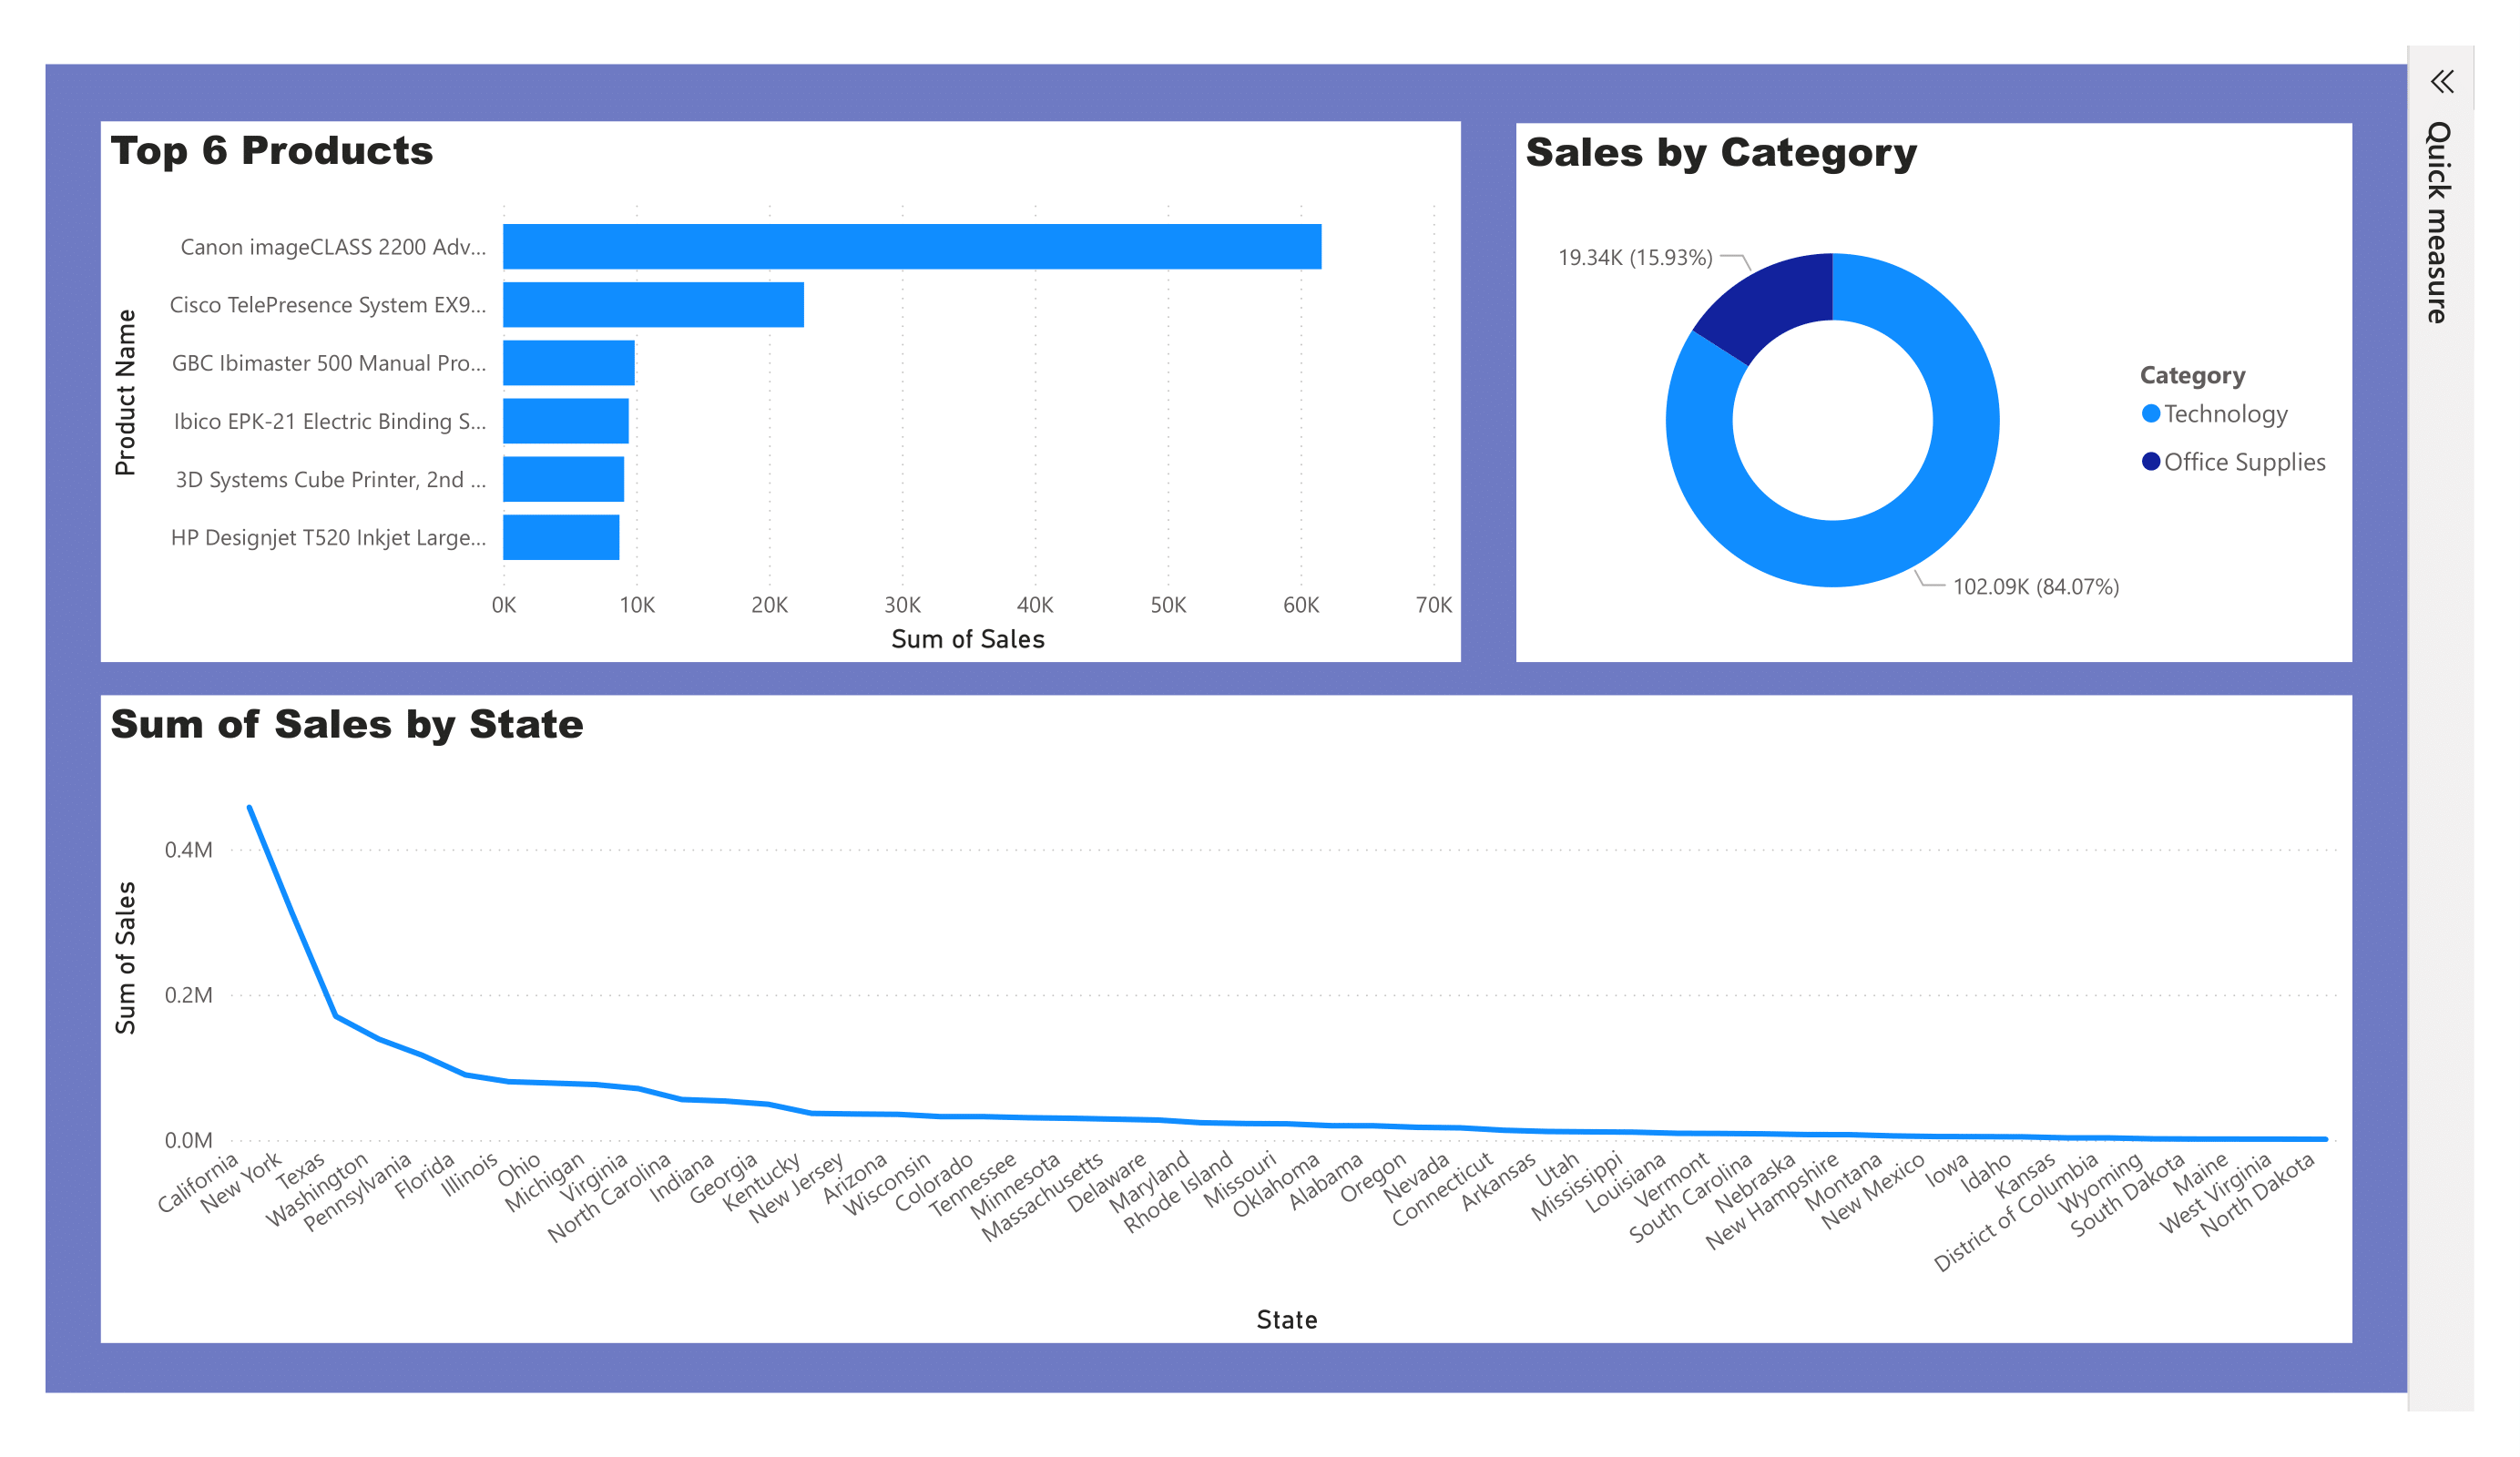 Top 6 Products
Product Name
Canon imageCLASS 2200 Adv...
Cisco TelePresence System EX9...
GBC Ibimaster 500 Manual Pro...
Ibico EPK-21 Electric Binding S...
3D Systems Cube Printer, 2nd ...
HP Designjet T520 Inkjet Large...
0K 10K 20K 30K 40K 50K 60K 70K
Sum of Sales
Sales by Category
19.34K (15.93%)
102.09K (84.07%)
Category
Technology
Office Supplies
Quick measure
Sum of Sales by State
Sum of Sales
0.4M
0.2M
0.0M
California
New York
Texas
Washington
Pennsylvania
Florida
Illinois
Ohio
Michigan
Virginia
North Carolina
Indiana
Georgia
Kentucky
New Jersey
Arizona
Wisconsin
Colorado
Tennessee
Minnesota
Massachusetts
Delaware
Maryland
Rhode Island
Missouri
Oklahoma
Alabama
Oregon
Nevada
Connecticut
Arkansas
Utah
Mississippi
Louisiana
Vermont
South Carolina
Nebraska
New Hampshire
Montana
New Mexico
Iowa
Idaho
Kansas
District of Columbia
Wyoming
South Dakota
Maine
West Virginia
North Dakota
State